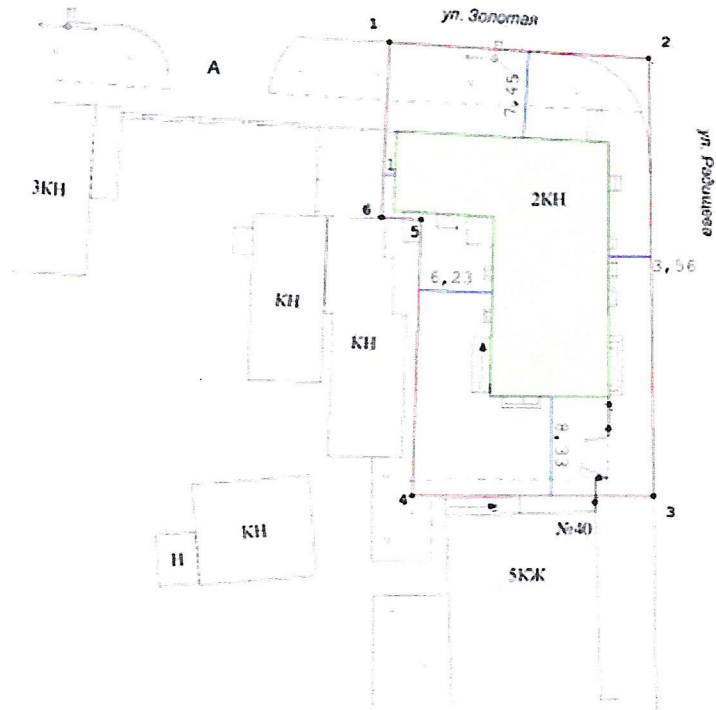 ул. Золотая
1
2
А
7,45
ул. Радищева
1
3КН
2КН
6
5
3,56
6,23
КН
КН
8,33
4
3
КН
№40
Н
5КЖ